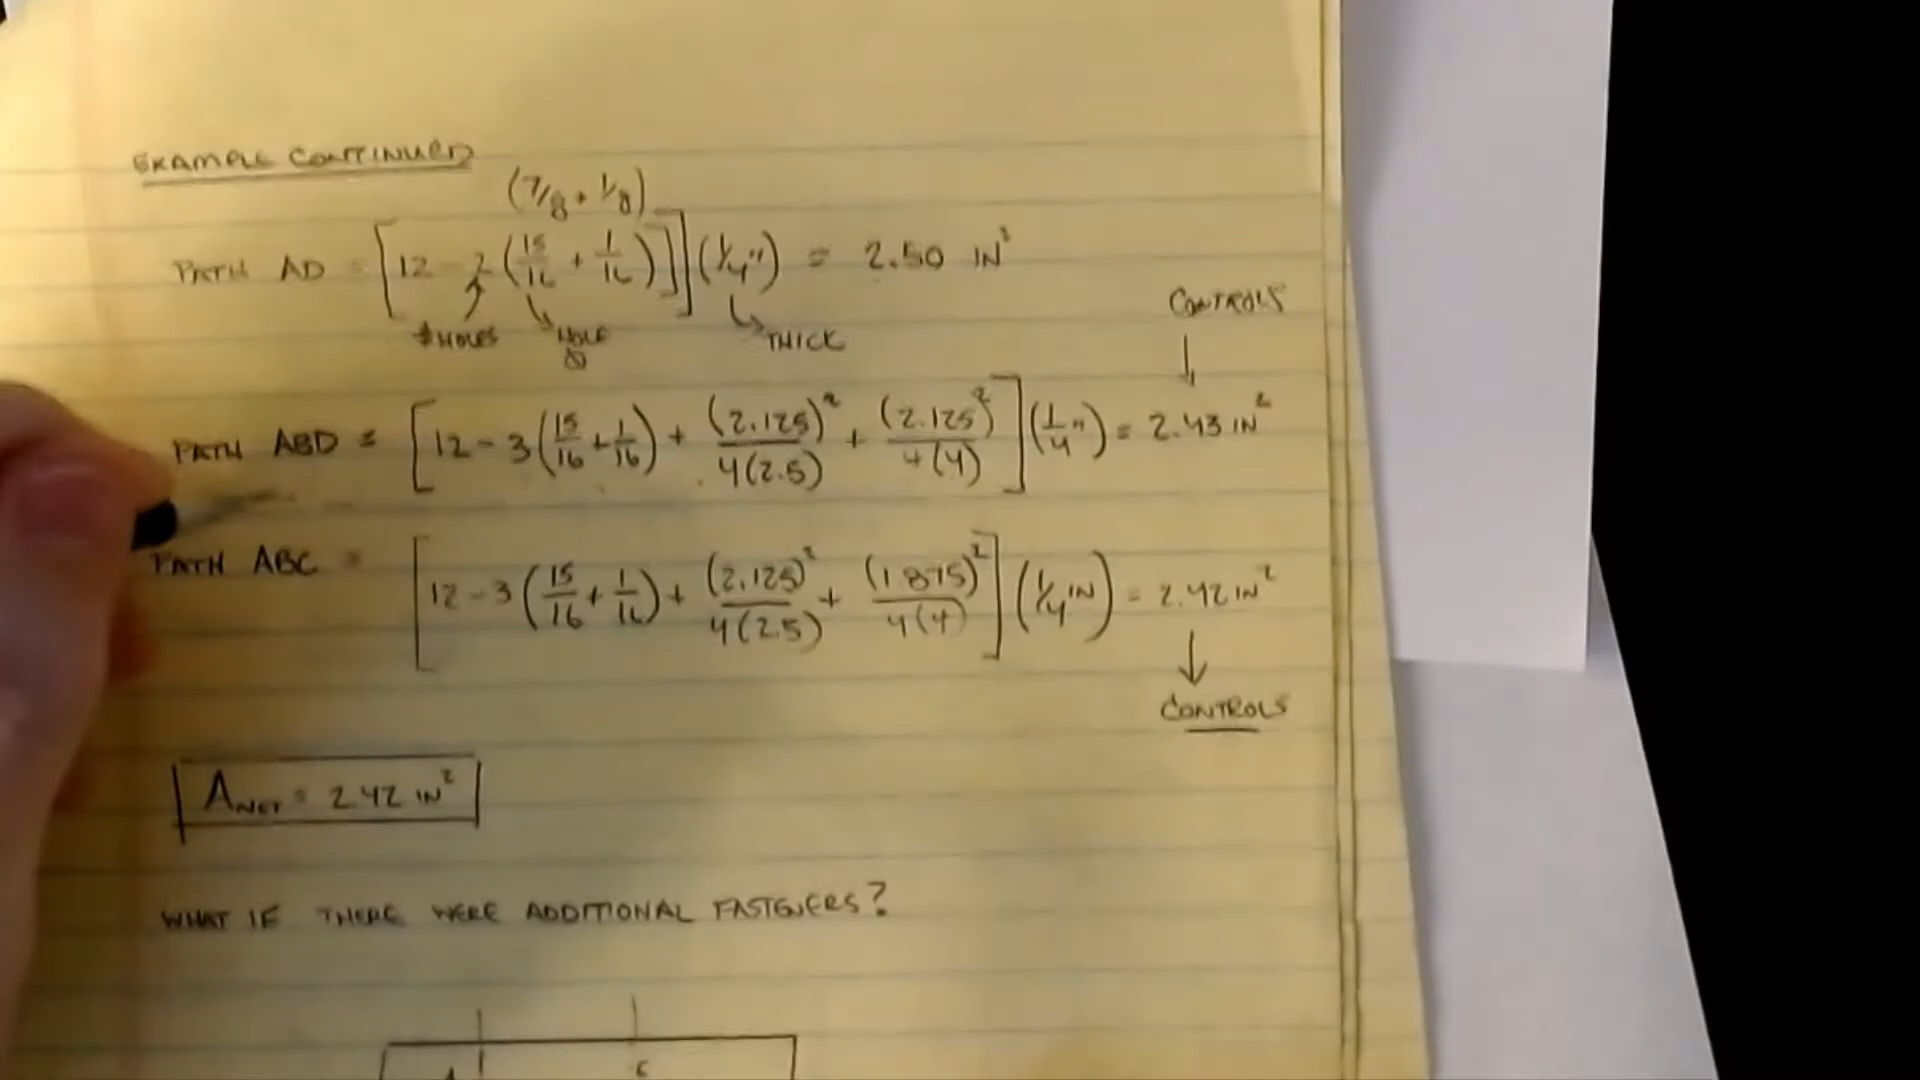 EXAMPLE CONTINUED
(7/8 + 1/8)
PATH AD = [12 - 2 (15/16 + 1/16)]] (1/4") = 2.50 IN²
# HOLES HOLE Ø THICK
CONTROLS
PATH ABD = [12 - 3 (15/16 + 1/16) + (2.125)²/4(2.5) + (2.125)²/4(4)] (1/4") = 2.43 IN²
PATH ABC = [12 - 3 (15/16 + 1/16) + (2.125)²/4(2.5) + (1.875)²/4(4)] (1/4 IN) = 2.42 IN²
CONTROLS
ANET = 2.42 IN²
WHAT IF THERE WERE ADDITIONAL FASTENERS?
C